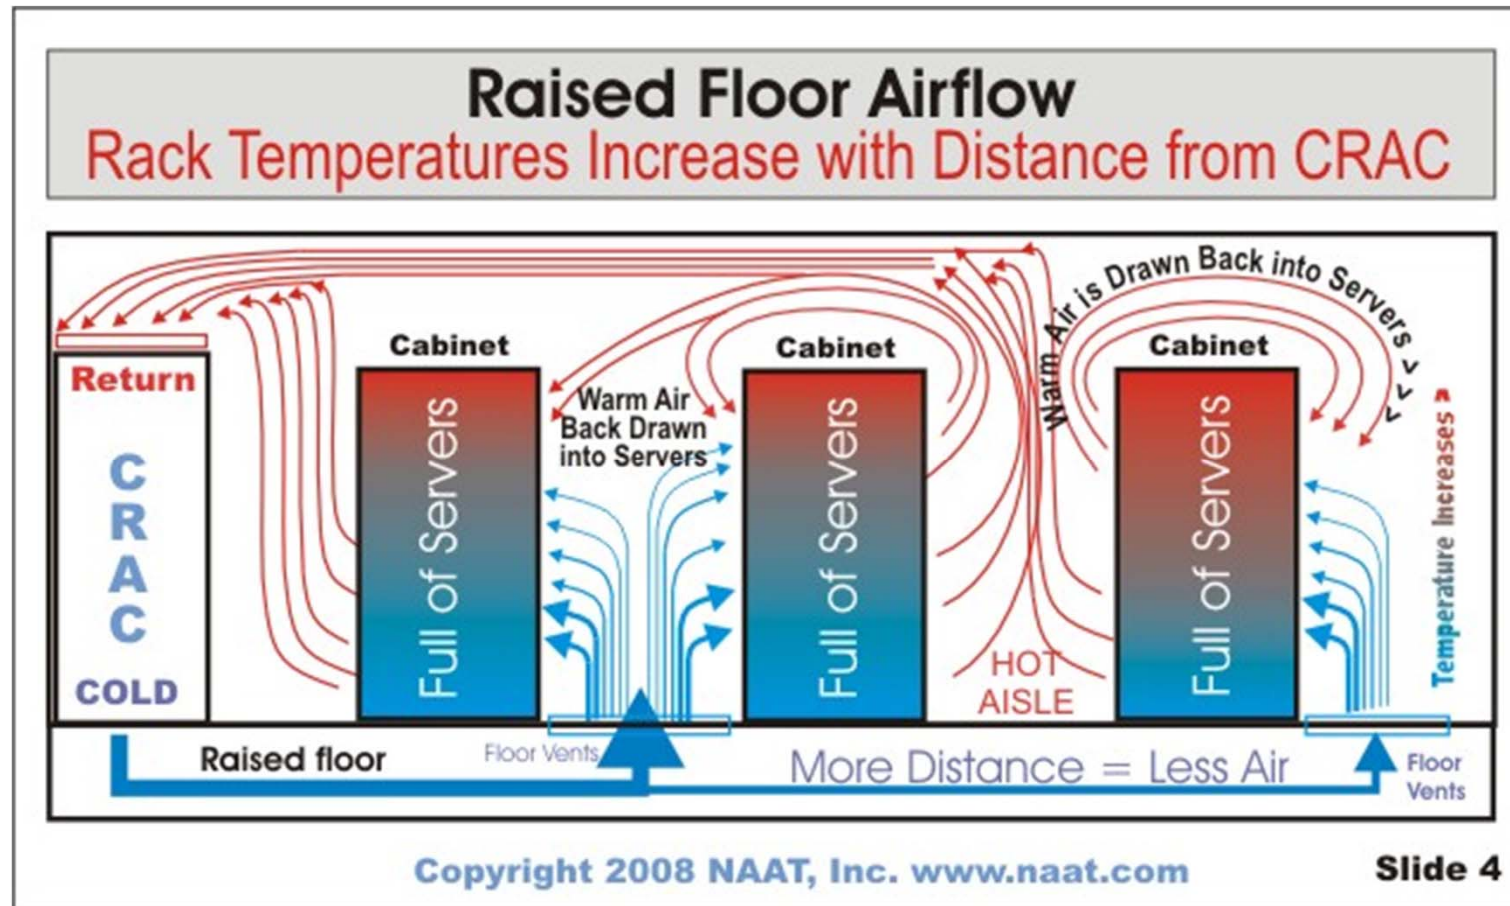 Raised Floor Airflow
Rack Temperatures Increase with Distance from CRAC
Warm Air is Drawn Back into Servers > > >
Cabinet
Cabinet
Cabinet
Return
CRAC
COLD
Full of Servers
Warm Air
Back Drawn
into Servers
Full of Servers
HOT
AISLE
Full of Servers
Temperature Increases
Raised floor
Floor Vents
More Distance = Less Air
Floor
Vents
Copyright 2008 NAAT, Inc. www.naat.com
Slide 4